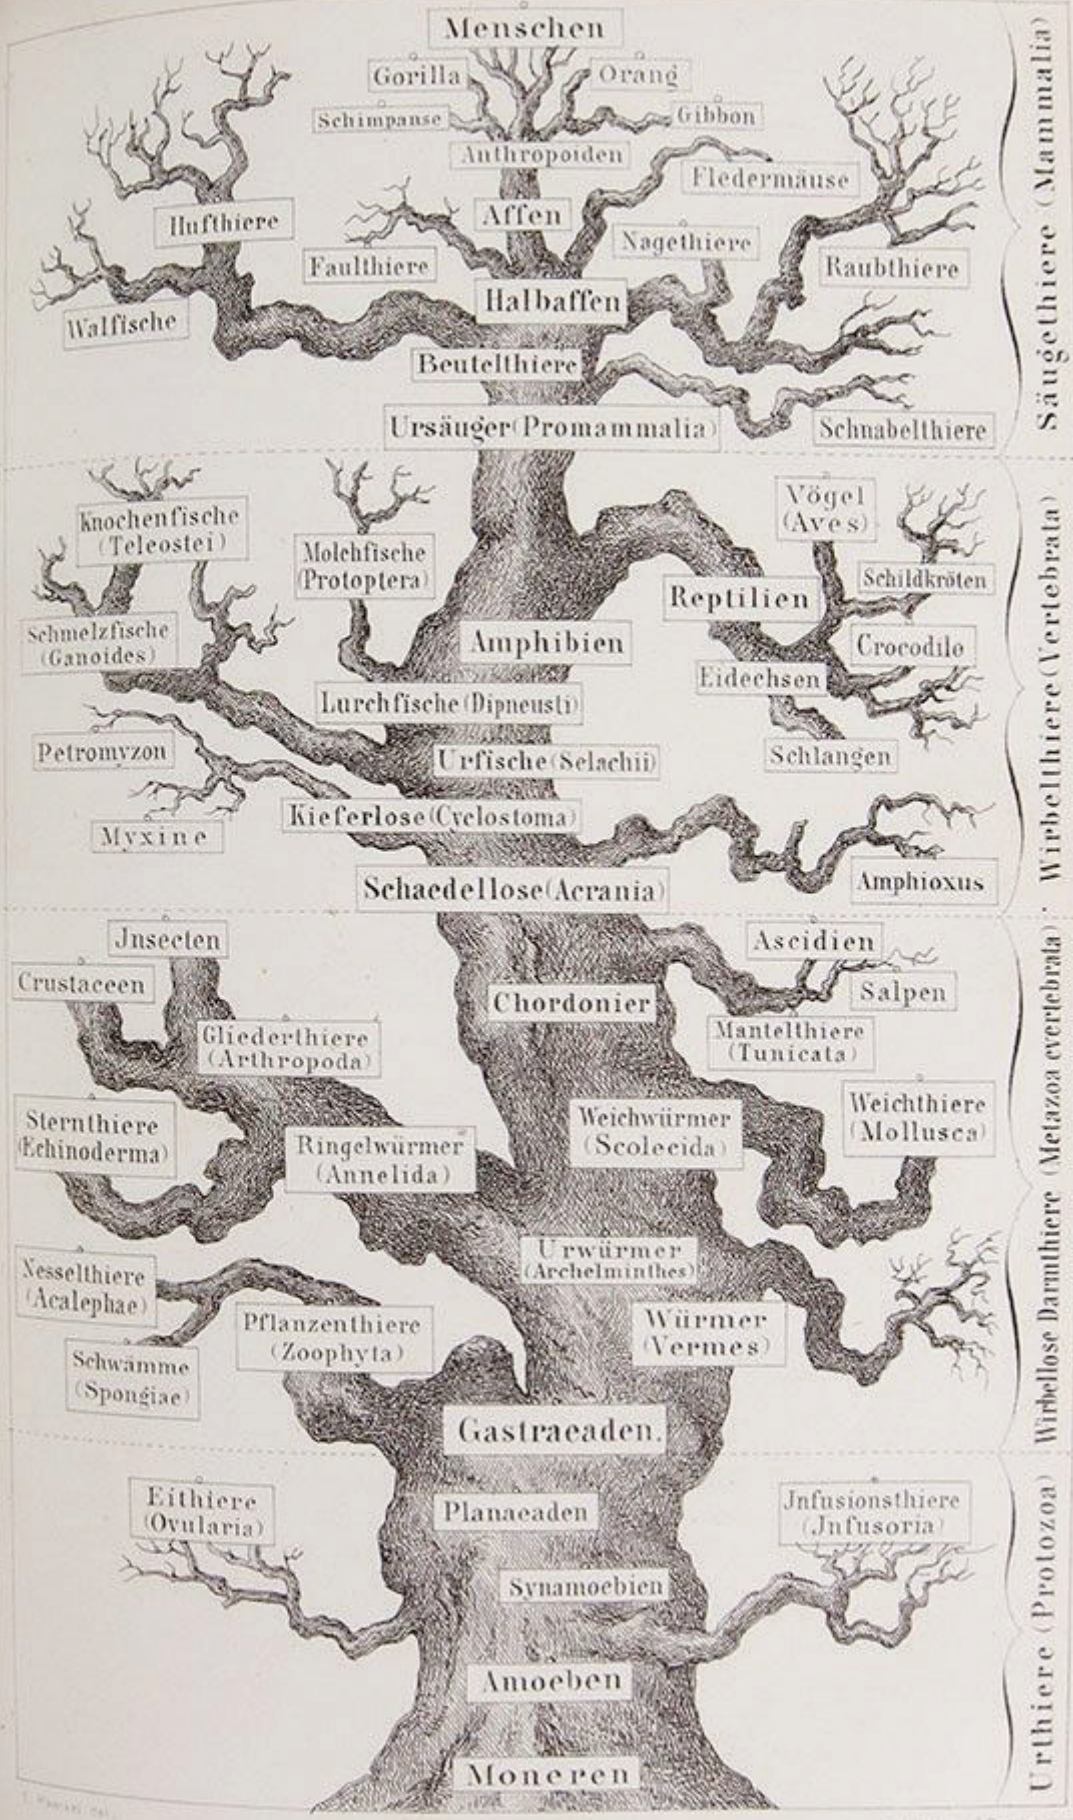 Menschen
Gorilla
Orang
Schimpanse
Gibbon
Anthropoiden
Fledermäuse
Hufthiere
Affen
Nagethiere
Faulthiere
Raubthiere
Halbaffen
Walfische
Beutelthiere
Ursäuger (Promammalia)
Schnabelthiere
Säugethiere (Mammalia)
Knochenfische
(Teleostei)
Vögel
(Aves)
Molchfische
(Protoptera)
Schildkröten
Reptilien
Schmelzfische
(Ganoides)
Amphibien
Crocodile
Eidechsen
Lurchfische (Dipneusti)
Petromyzon
Urfische (Selachii)
Schlangen
Kieferlose (Cyclostoma)
Myxine
Schaedellose (Acrania)
Amphioxus
Wirbelthiere (Vertebrata)
Jnsecten
Ascidien
Crustaceen
Chordonier
Salpen
Gliederthiere
(Arthropoda)
Mantelthiere
(Tunicata)
Sternthiere
(Echinoderma)
Ringelwürmer
(Annelida)
Weichwürmer
(Scolecida)
Weichthiere
(Mollusca)
Urwürmer
(Archelminthes)
Nesselthiere
(Acalephae)
Pflanzenthiere
(Zoophyta)
Würmer
(Vermes)
Schwämme
(Spongiae)
Gastraeaden.
Wirbellose Darmthiere (Metazoa evertebrata)
Eithiere
(Ovularia)
Planaeaden
Jnfusionsthiere
(Jnfusoria)
Synamoebien
Amoeben
Moneren
Urthiere (Protozoa)